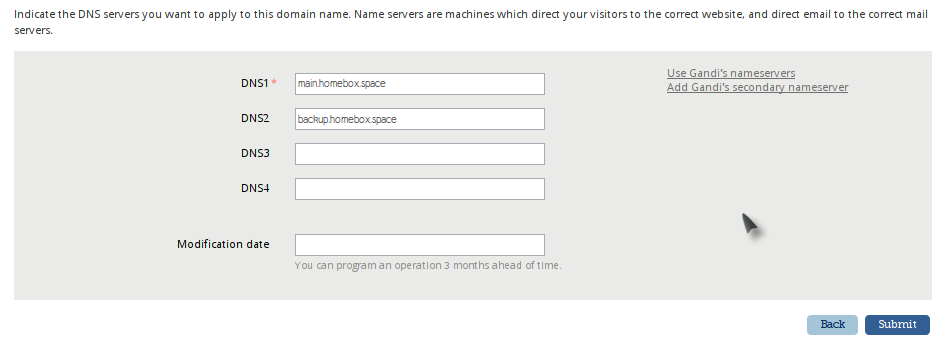 Indicate the DNS servers you want to apply to this domain name. Name servers are machines which direct your visitors to the correct website, and direct email to the correct mail
servers.
DNS1 * main.homebox.space
Use Gandi's nameservers
Add Gandi's secondary nameserver
DNS2 backup.homebox.space
DNS3
DNS4
Modification date
You can program an operation 3 months ahead of time.
Back Submit